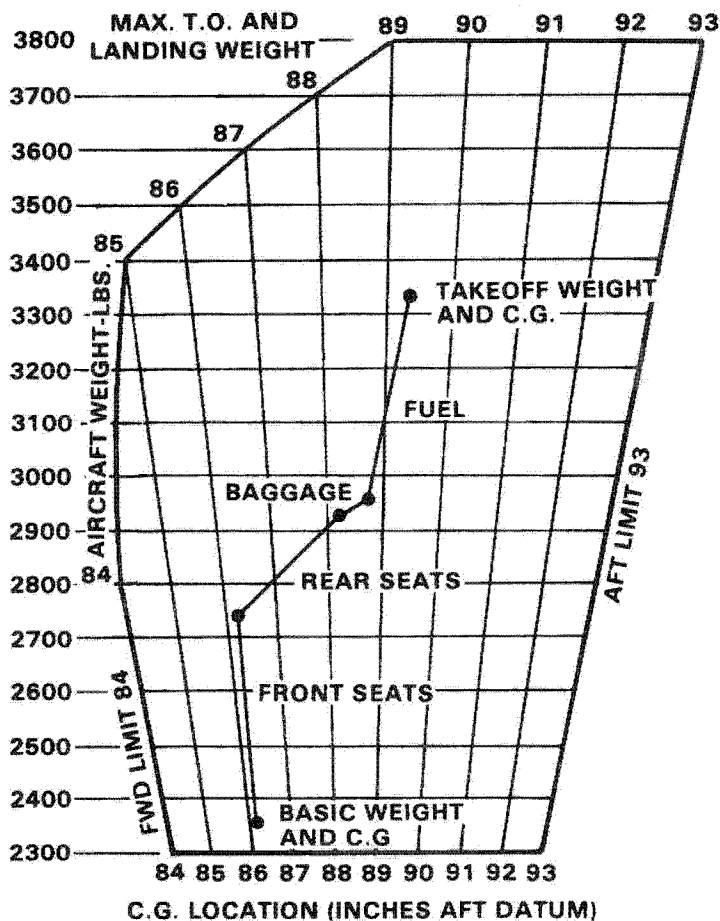 MAX. T.O. AND
LANDING WEIGHT
89 90 91 92 93
3800
88
3700
87
3600
86
3500
85
3400
3300
TAKEOFF WEIGHT
AND C.G.
3200
AIRCRAFT WEIGHT-LBS.
3100
FUEL
3000
BAGGAGE
2900
84
2800
REAR SEATS
AFT LIMIT 93
2700
2600
FRONT SEATS
FWD LIMIT 84
2500
2400
BASIC WEIGHT
AND C.G
2300
84 85 86 87 88 89 90 91 92 93
C.G. LOCATION (INCHES AFT DATUM)